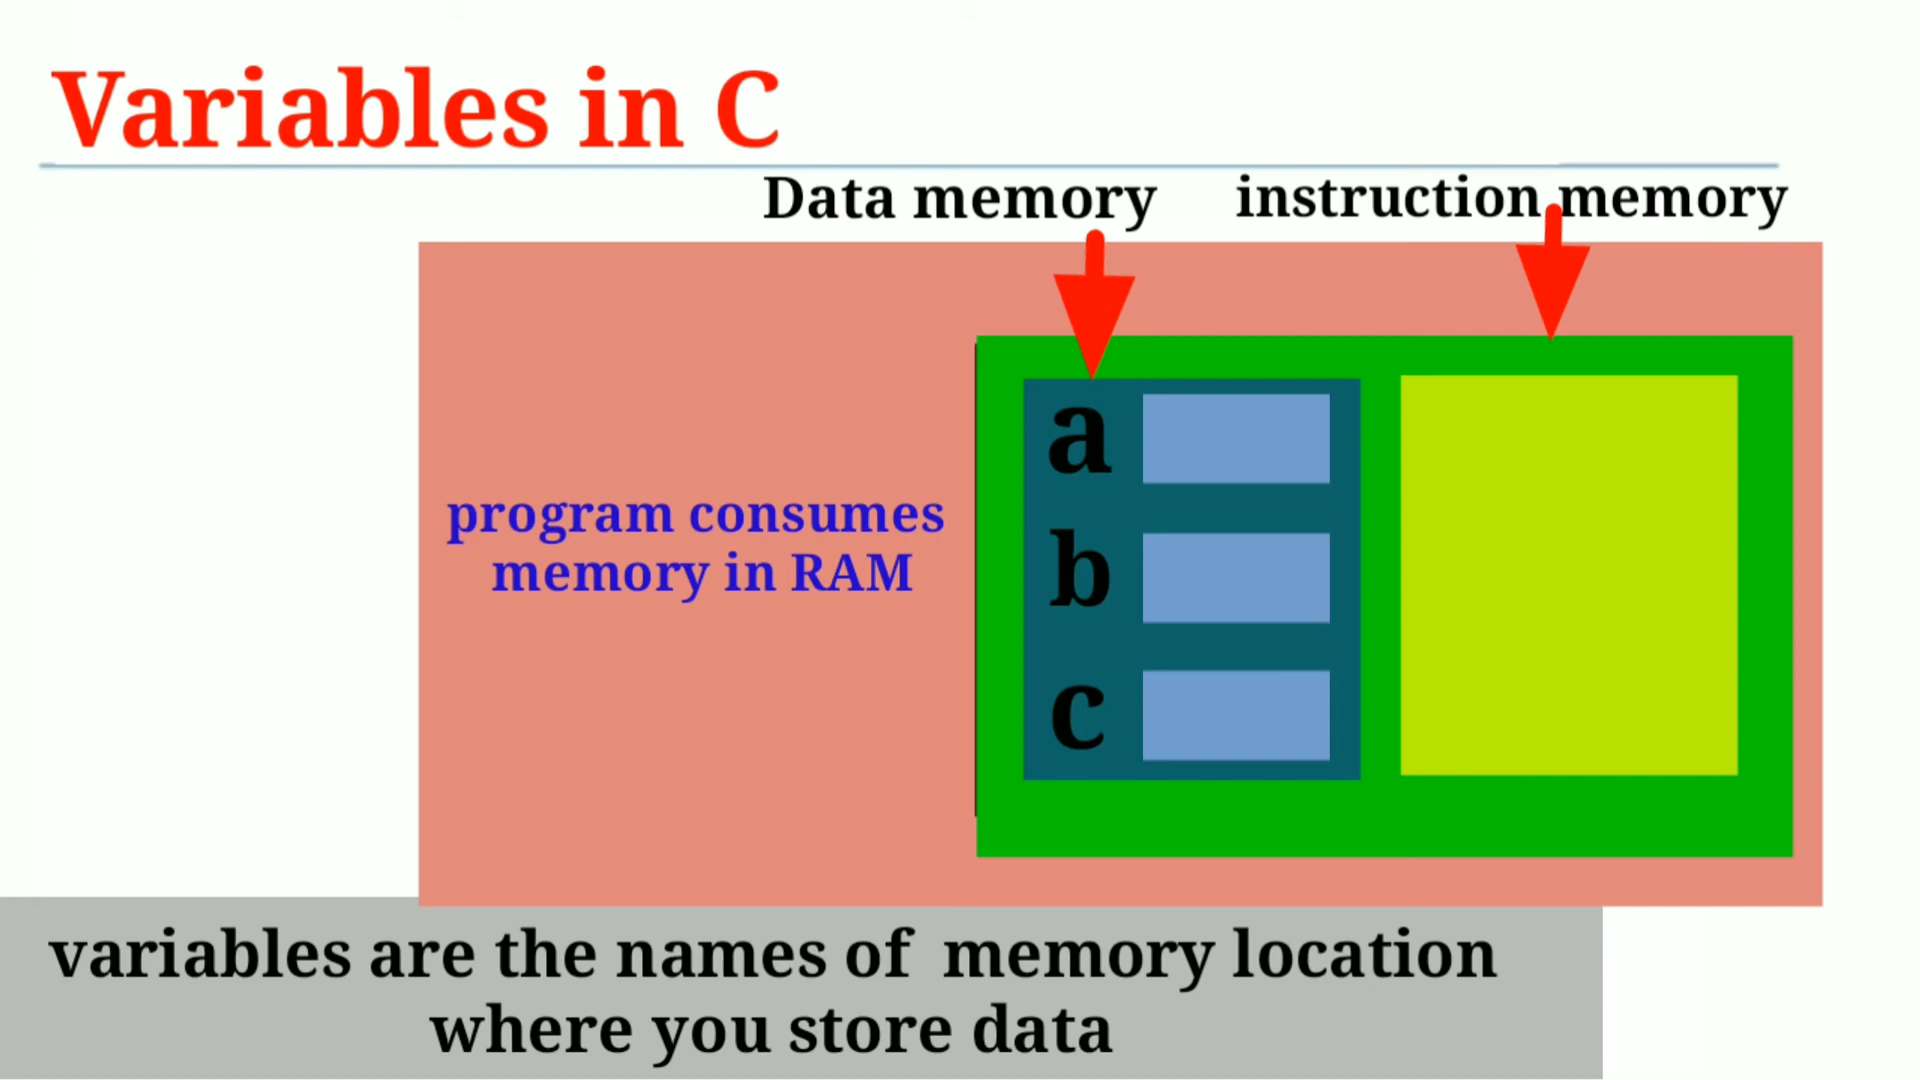 Variables in C
Data memory
instruction memory
a
program consumes
memory in RAM
b
c
variables are the names of memory location
where you store data